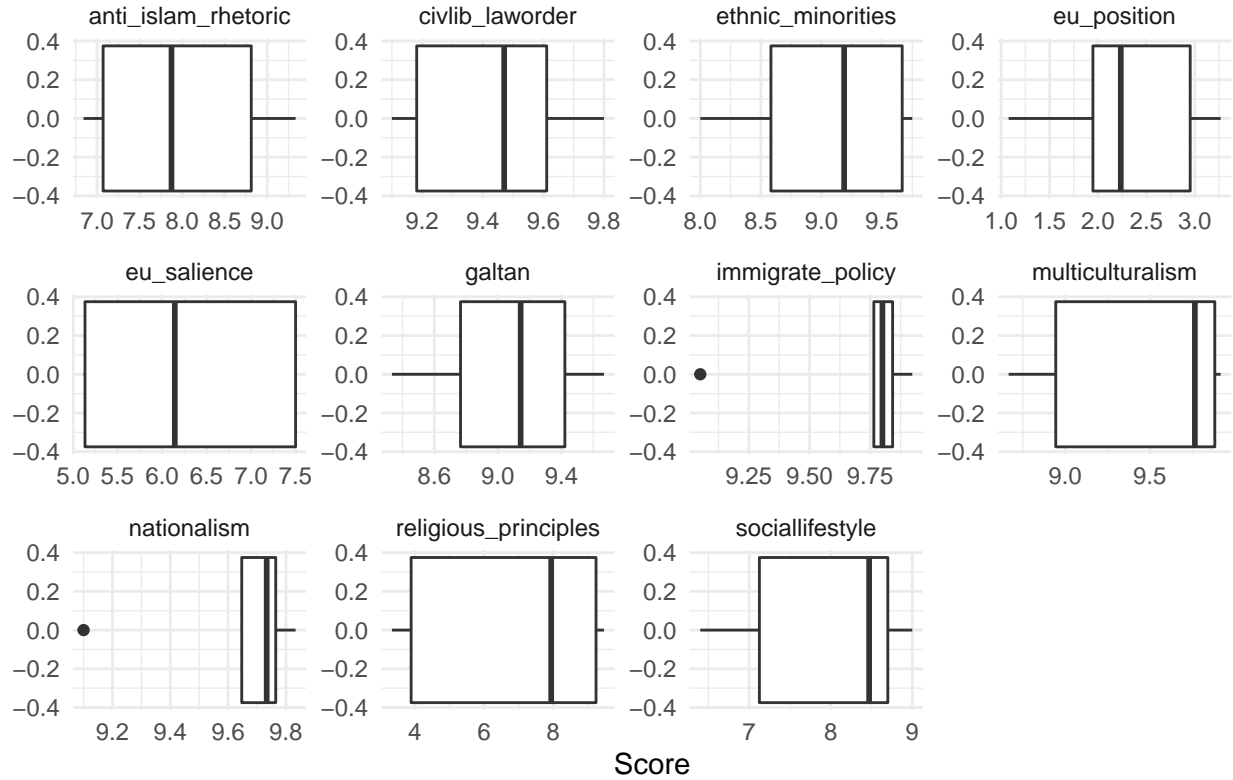 anti_islam_rhetoric civlib_laworder ethnic_minorities eu_position
0.4 0.4 0.4 0.4
0.2 0.2 0.2 0.2
0.0 0.0 0.0 0.0
−0.2 −0.2 −0.2 −0.2
−0.4 −0.4 −0.4 −0.4
7.0 7.5 8.0 8.5 9.0 9.2 9.4 9.6 9.8 8.0 8.5 9.0 9.5 1.0 1.5 2.0 2.5 3.0
eu_salience galtan immigrate_policy multiculturalism
0.4 0.4 0.4 0.4
0.2 0.2 0.2 0.2
0.0 0.0 0.0 0.0
−0.2 −0.2 −0.2 −0.2
−0.4 −0.4 −0.4 −0.4
5.0 5.5 6.0 6.5 7.0 7.5 8.6 9.0 9.4 9.25 9.50 9.75 9.0 9.5
nationalism religious_principles sociallifestyle
0.4 0.4 0.4
0.2 0.2 0.2
0.0 0.0 0.0
−0.2 −0.2 −0.2
−0.4 −0.4 −0.4
9.2 9.4 9.6 9.8 4 6 8 7 8 9
Score